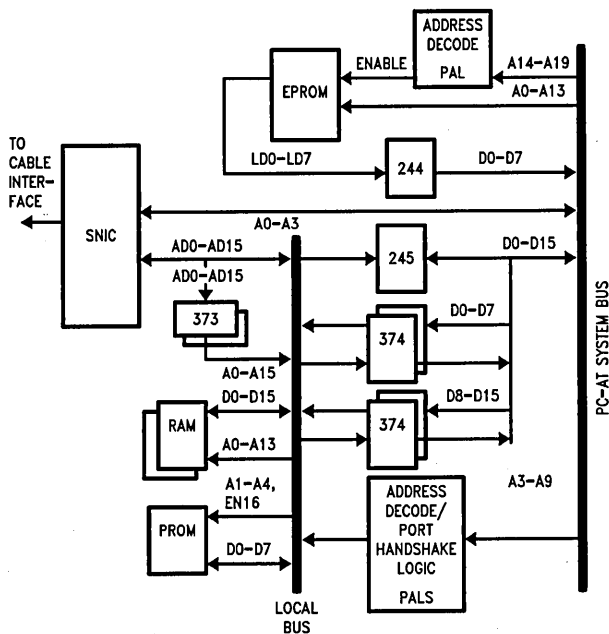 ADDRESS
DECODE
PAL
ENABLE
A14-A19
EPROM
A0-A13
TO
CABLE
INTER-
FACE
LD0-LD7
244
D0-D7
SNIC
A0-A3
AD0-AD15
245
D0-D15
AD0-AD15
373
374
D0-D7
A0-A15
D0-D15
374
D8-D15
RAM
A0-A13
PC-AT SYSTEM BUS
A1-A4,
EN16
PROM
D0-D7
ADDRESS
DECODE/
PORT
HANDSHAKE
LOGIC
PALS
A3-A9
LOCAL
BUS